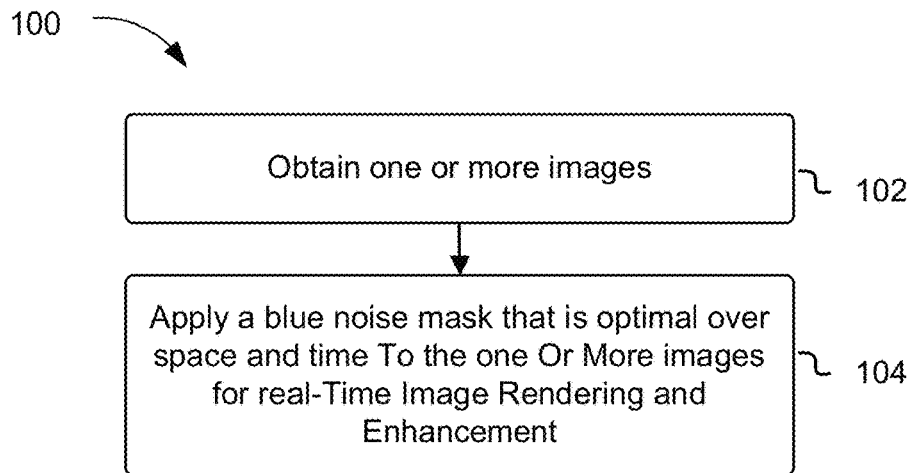 100
Obtain one or more images
102
Apply a blue noise mask that is optimal over
space and time To the one Or More images
for real-Time Image Rendering and
Enhancement
104